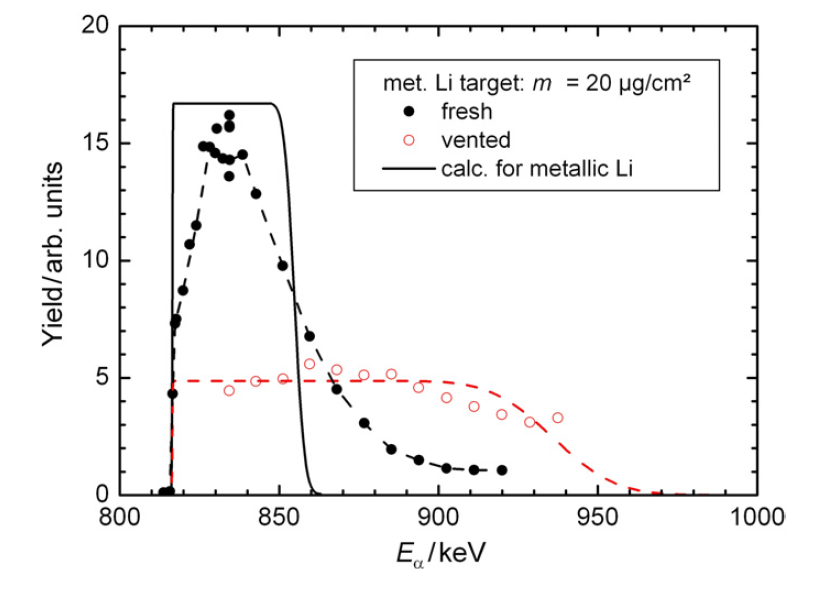 20
15
10
5
0
Yield/arb. units
met. Li target: m = 20 µg/cm²
fresh
vented
calc. for metallic Li
800 850 900 950 1000
Eα/keV